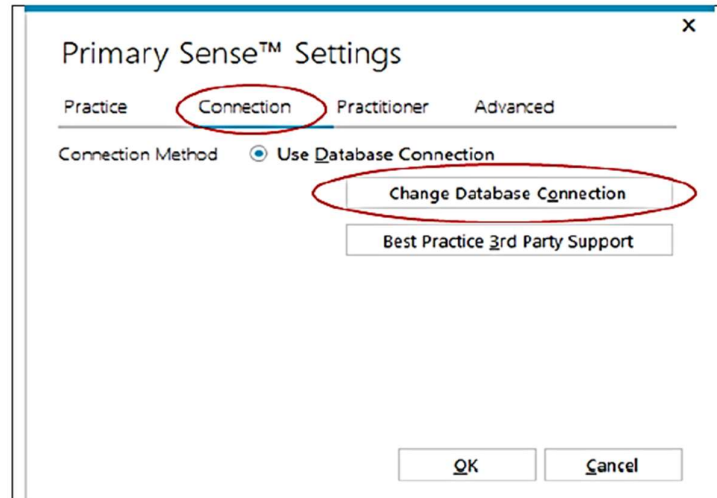 x
Primary Sense™ Settings
Practice Connection Practitioner Advanced
Connection Method Use Database Connection
Change Database Connection
Best Practice 3rd Party Support
OK Cancel